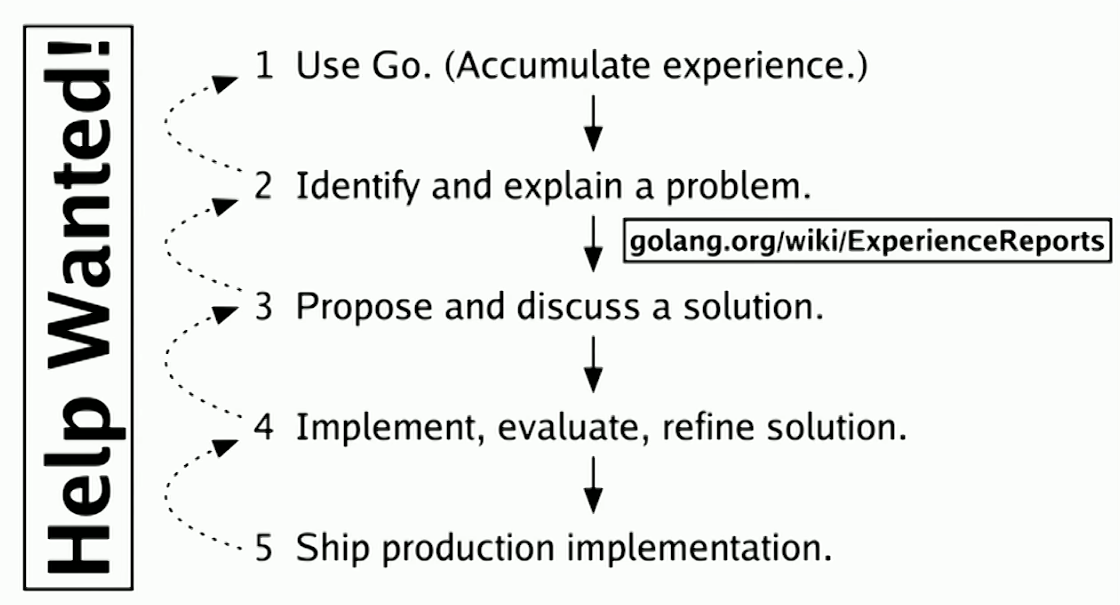 Help Wanted!
1 Use Go. (Accumulate experience.)
2 Identify and explain a problem.
golang.org/wiki/ExperienceReports
3 Propose and discuss a solution.
4 Implement, evaluate, refine solution.
5 Ship production implementation.